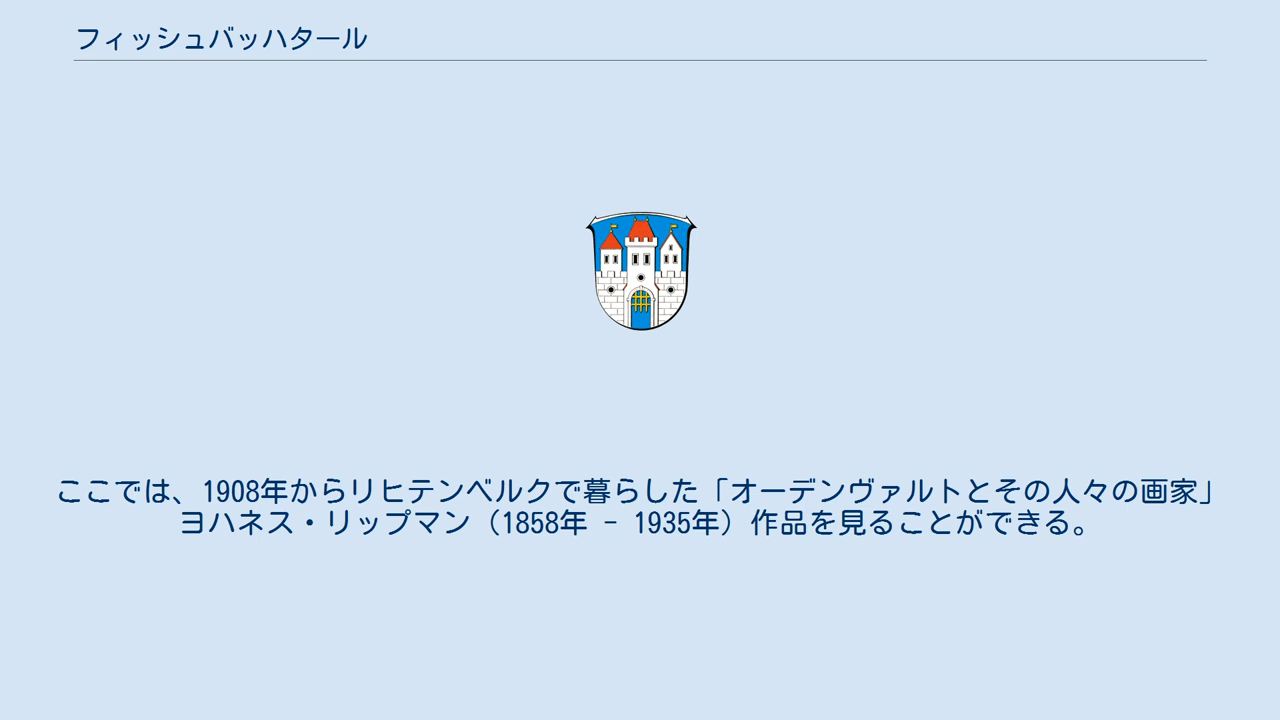 フィッシュバッハタール
ここでは、1908年からリヒテンベルクで暮らした「オーデンヴァルトとその人々の画家」
ヨハネス・リップマン（1858年 - 1935年）作品を見ることができる。